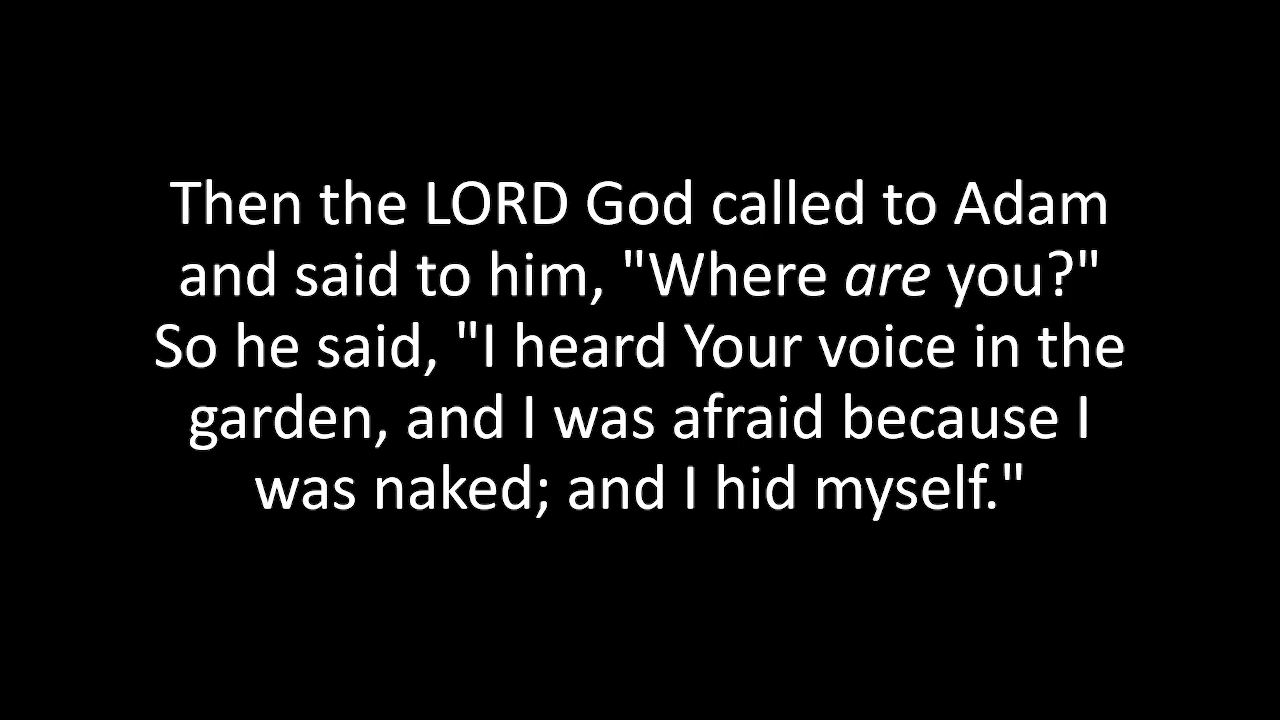 Then the LORD God called to Adam
and said to him, "Where are you?"
So he said, "I heard Your voice in the
garden, and I was afraid because I
was naked; and I hid myself."